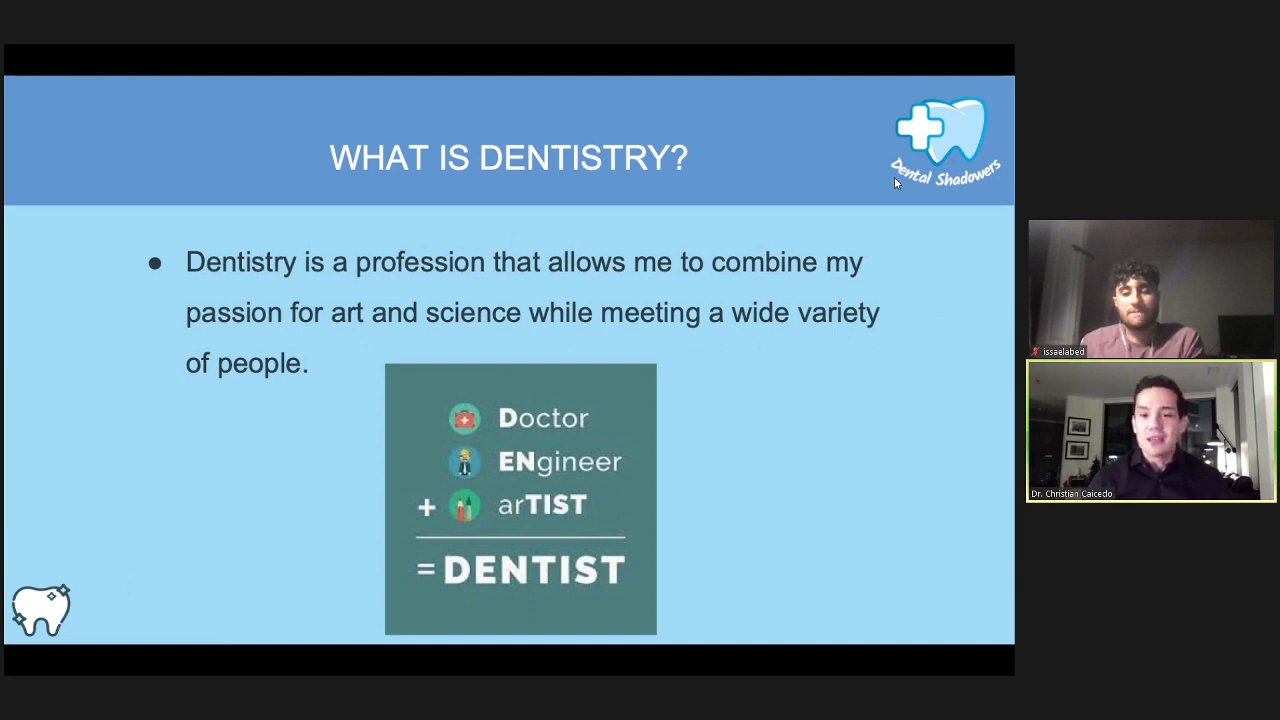 WHAT IS DENTISTRY?
Dental Shadowers
● Dentistry is a profession that allows me to combine my
passion for art and science while meeting a wide variety
of people.
Doctor
ENgineer
+ arTIST
= DENTIST
issaelabed
Dr. Christian Caicedo